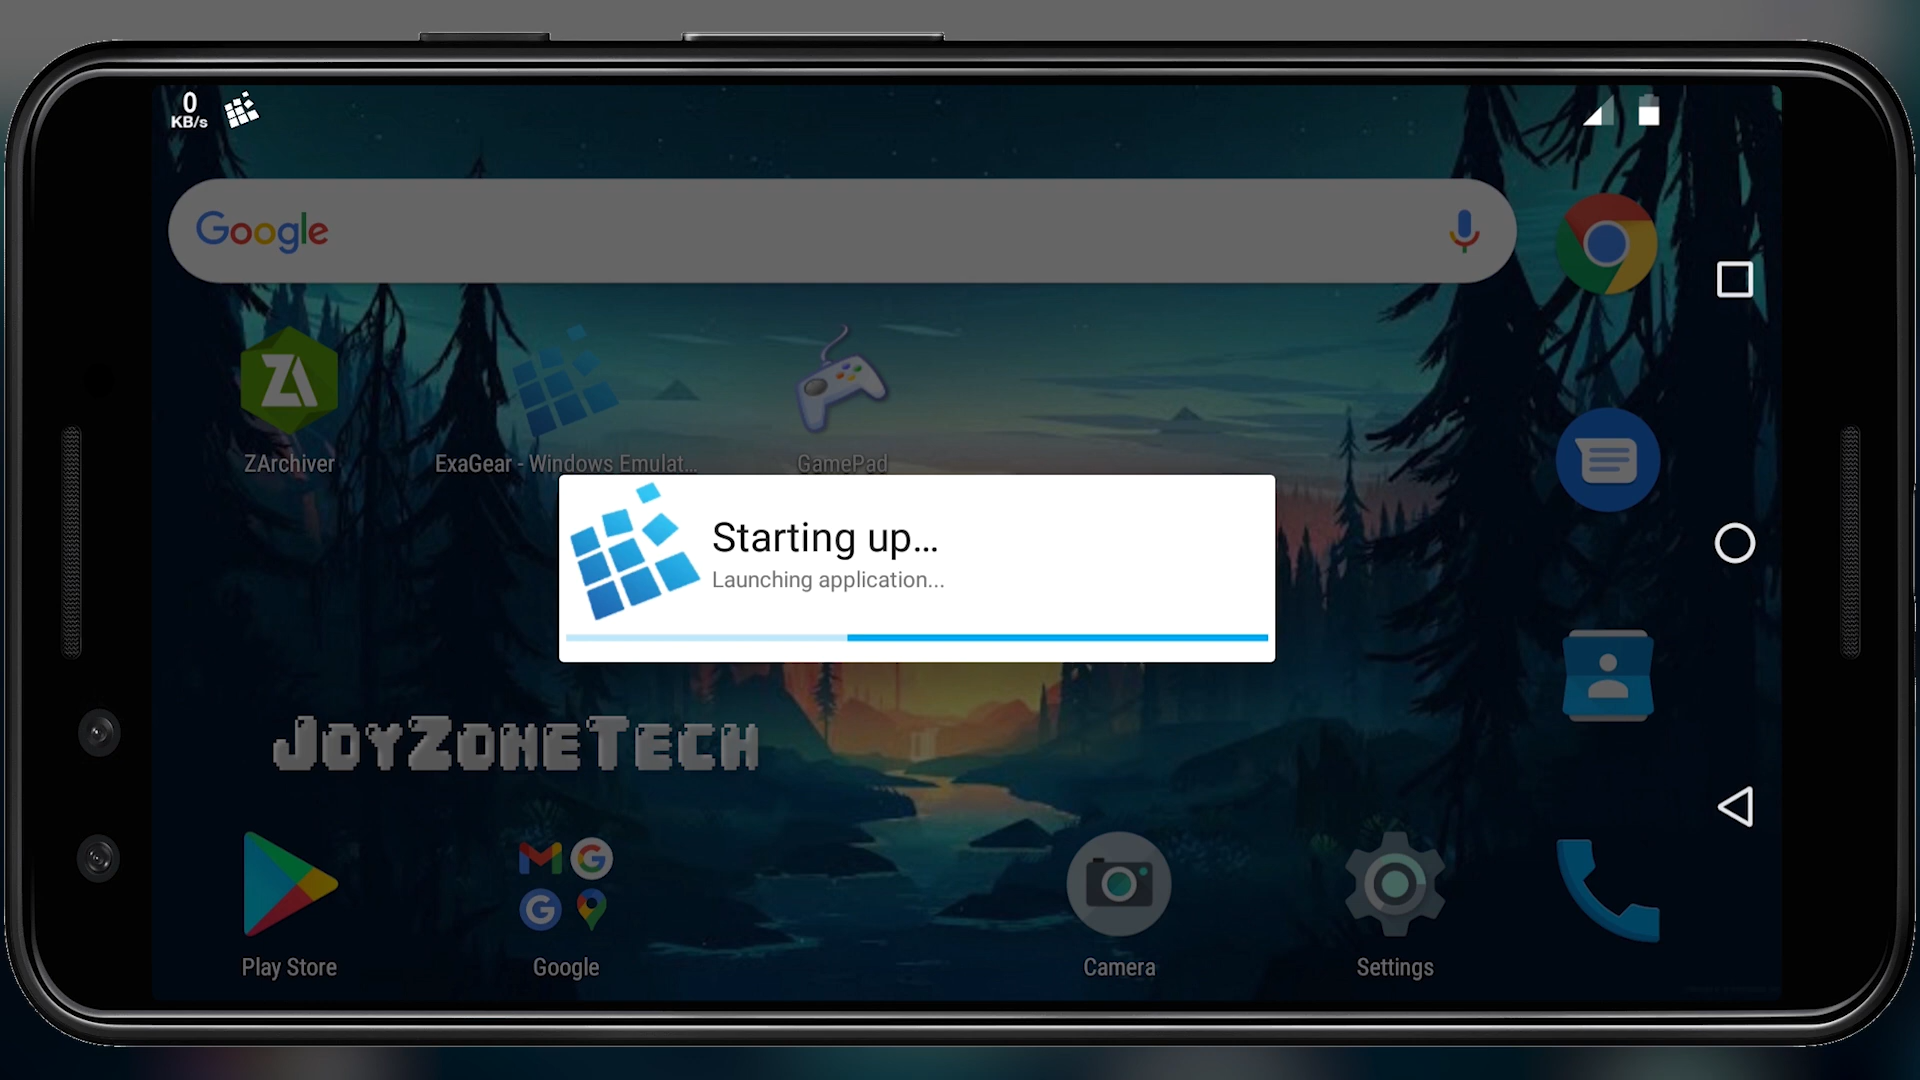 0
KB/s
Google
ZArchiver
ExaGear - Windows Emulat...
GamePad
Starting up...
Launching application...
JoyZoneTech
Play Store
Google
Camera
Settings